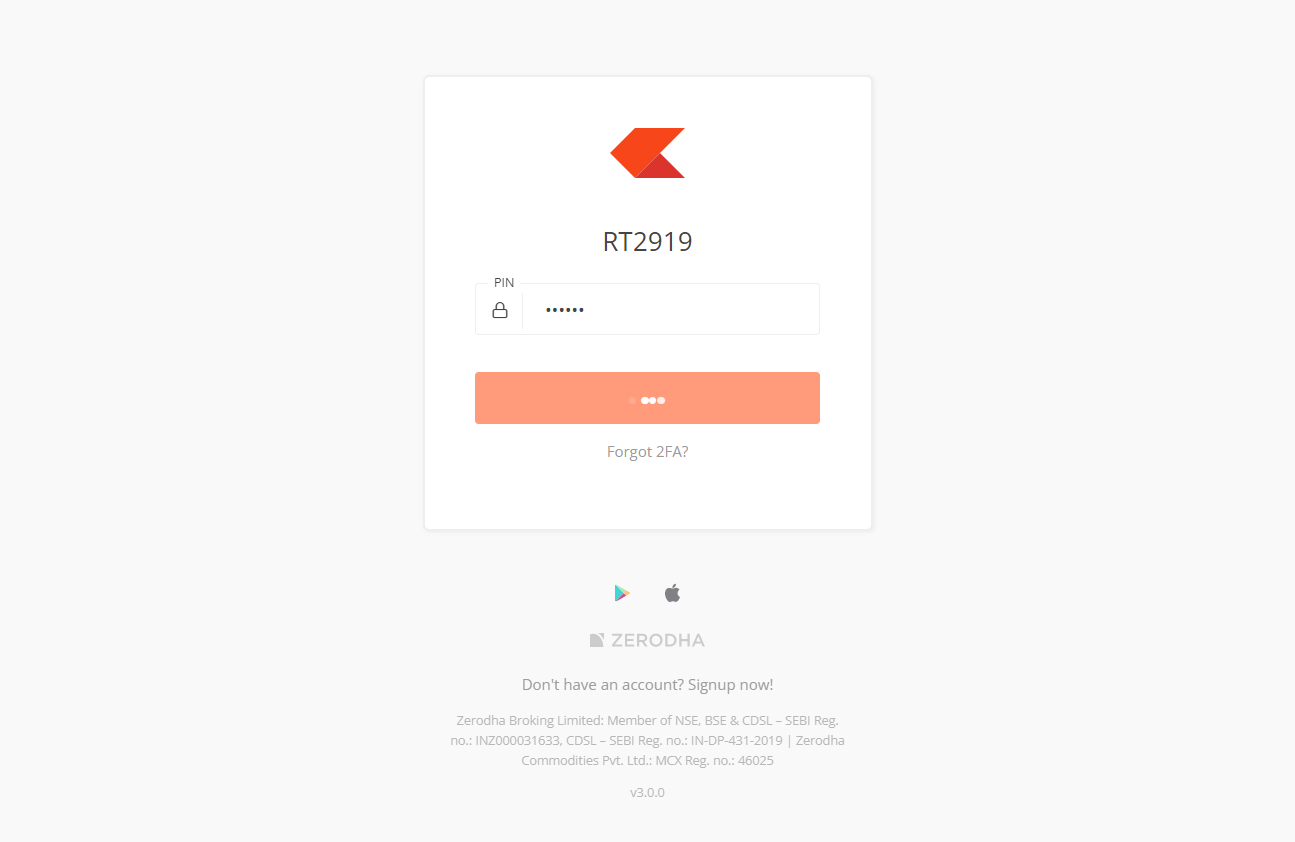 RT2919
PIN
••••••
Forgot 2FA?
ZERODHA
Don't have an account? Signup now!
Zerodha Broking Limited: Member of NSE, BSE & CDSL – SEBI Reg.
no.: INZ000031633, CDSL – SEBI Reg. no.: IN-DP-431-2019 | Zerodha
Commodities Pvt. Ltd.: MCX Reg. no.: 46025
v3.0.0